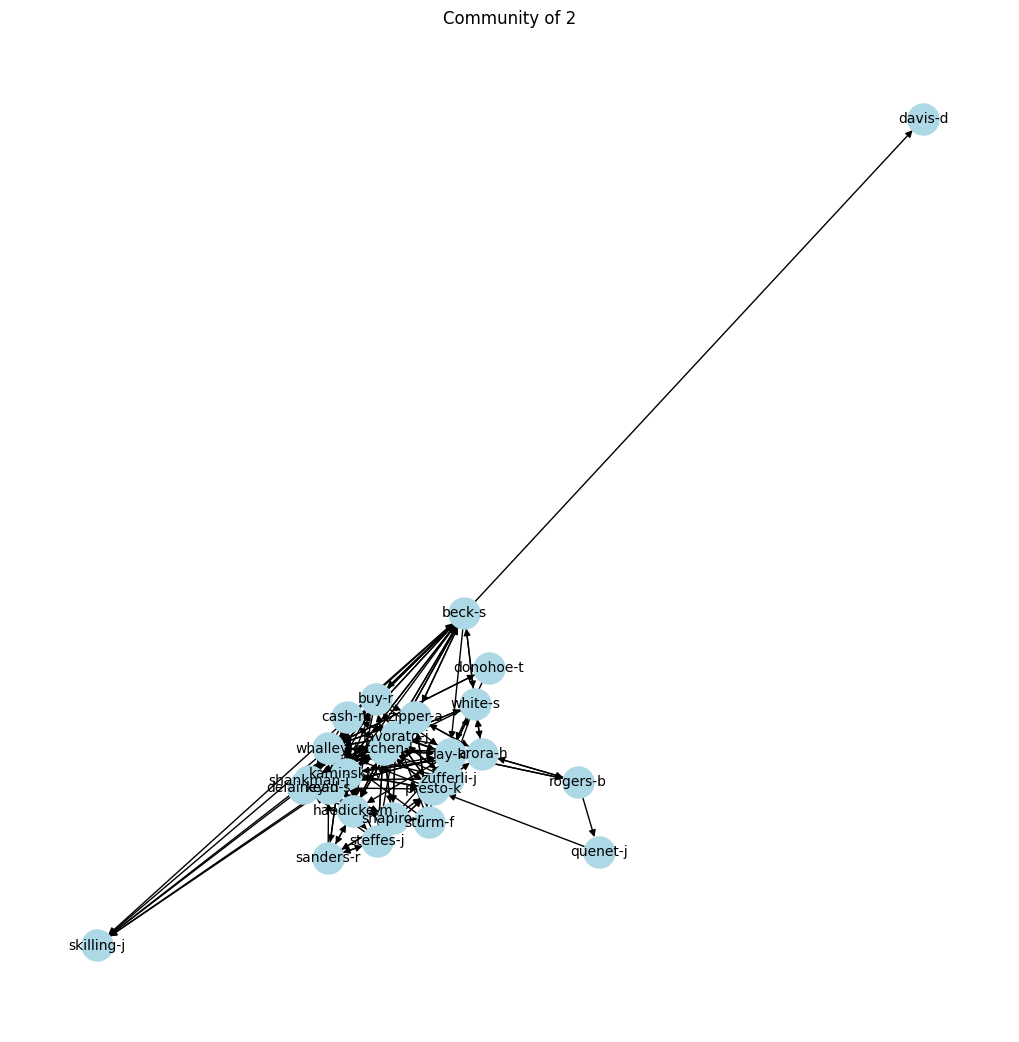 Community of 2
davis-d
beck-s
donohoe-t
buy-r
white-s
cash-m
zipper-a
lavorato-j
whalley
kitchen-l
lay-k
arora-h
kaminski-v
shankman-j
zufferli-j
rogers-b
presto-k
haedicke-m
shapiro-r
sturm-f
steffes-j
quenet-j
sanders-r
skilling-j